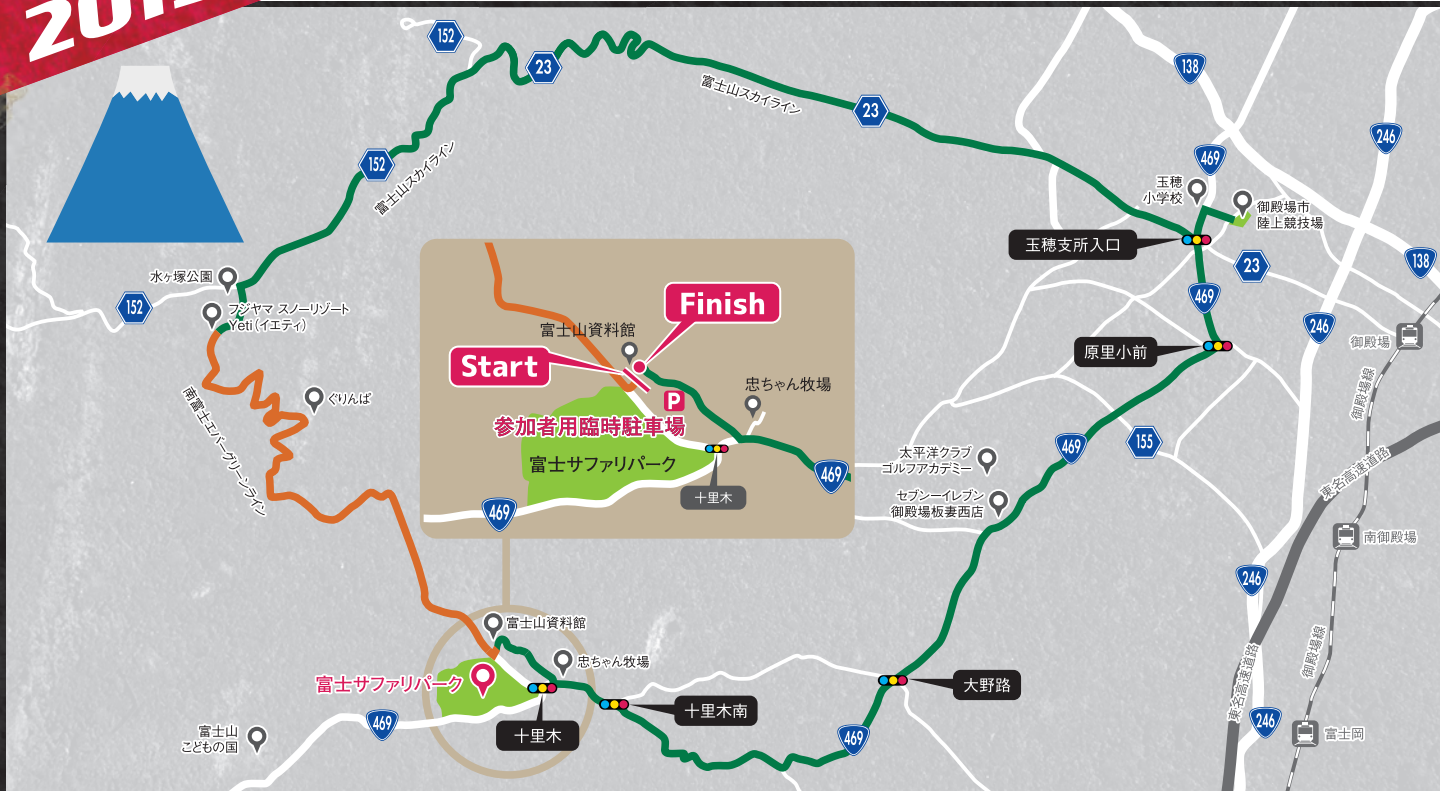 152
23
富士山スカイライン
23
138
246
152
富士山スカイライン
469
玉穂
小学校
御殿場市
陸上競技場
玉穂支所入口
23
138
水ヶ塚公園
152
フジヤマ スノーリゾート
Yeti(イエティ)
469
246
御殿場
原里小前
御殿場線
富士山資料館
Finish
Start
P
忠ちゃん牧場
参加者用臨時駐車場
富士サファリパーク
469
十里木
469
ぐりんぱ
南富士エバーグリーンライン
469
155
太平洋クラブ
ゴルフアカデミー
セブン-イレブン
御殿場板妻西店
東名高速道路
南御殿場
246
富士山資料館
忠ちゃん牧場
富士サファリパーク
469
十里木
十里木南
大野路
469
富士山
こどもの国
御殿場線
東名高速道路
246
富士岡